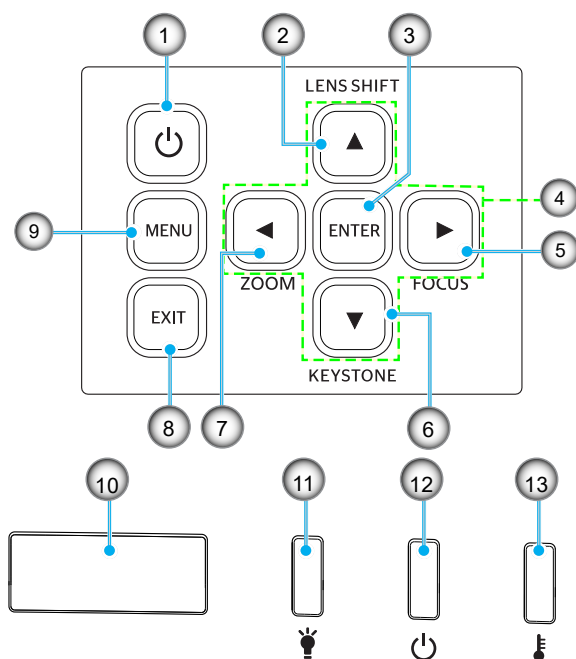 1 2 3
LENS SHIFT
4
9 MENU ENTER 5
ZOOM FOCUS
EXIT
KEYSTONE
8 7 6
10 11 12 13